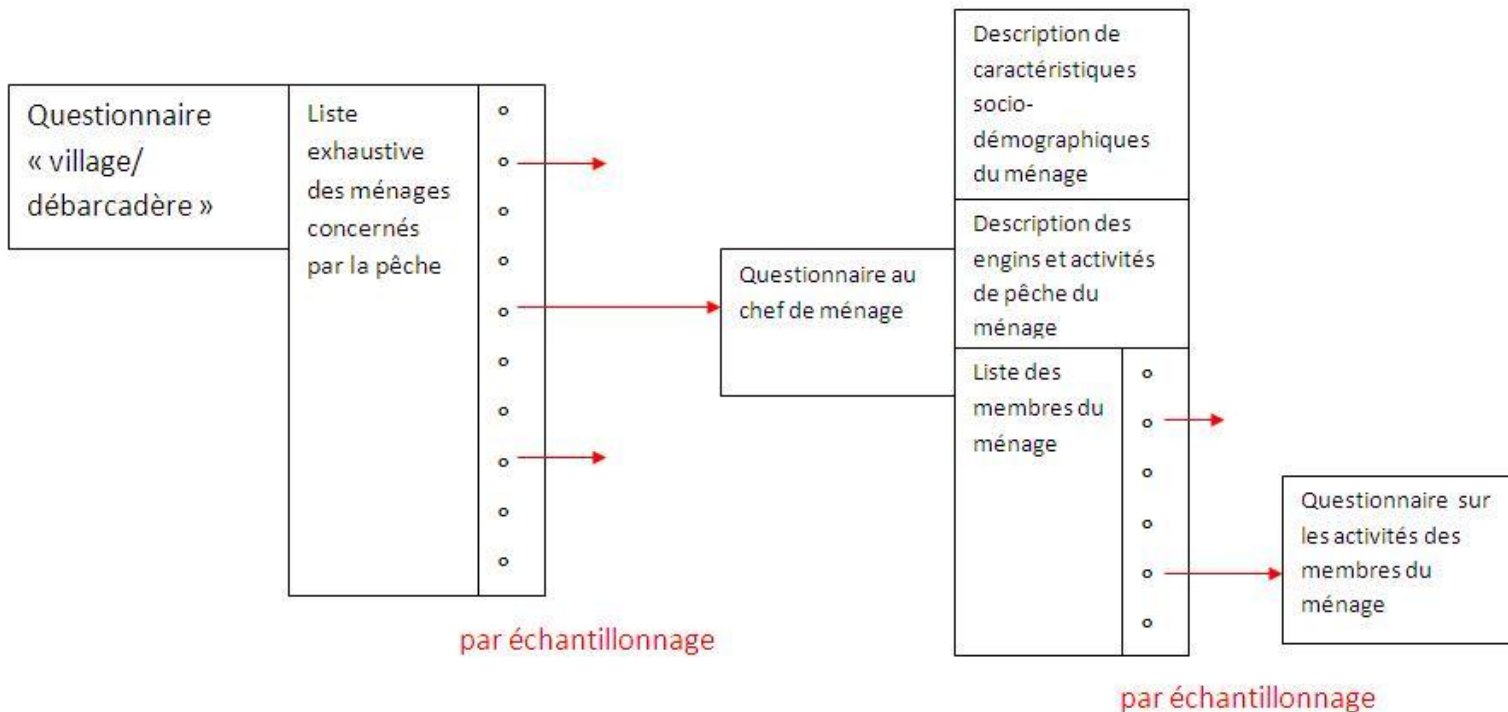 Questionnaire
« village/
débarcadère »
Liste
exhaustive
des ménages
concernés
par la pêche
par échantillonnage
Questionnaire au
chef de ménage
Description de
caractéristiques
socio-
démographiques
du ménage
Description des
engins et activités
de pêche du
ménage
Liste des
membres du
ménage
Questionnaire sur
les activités des
membres du
ménage
par échantillonnage